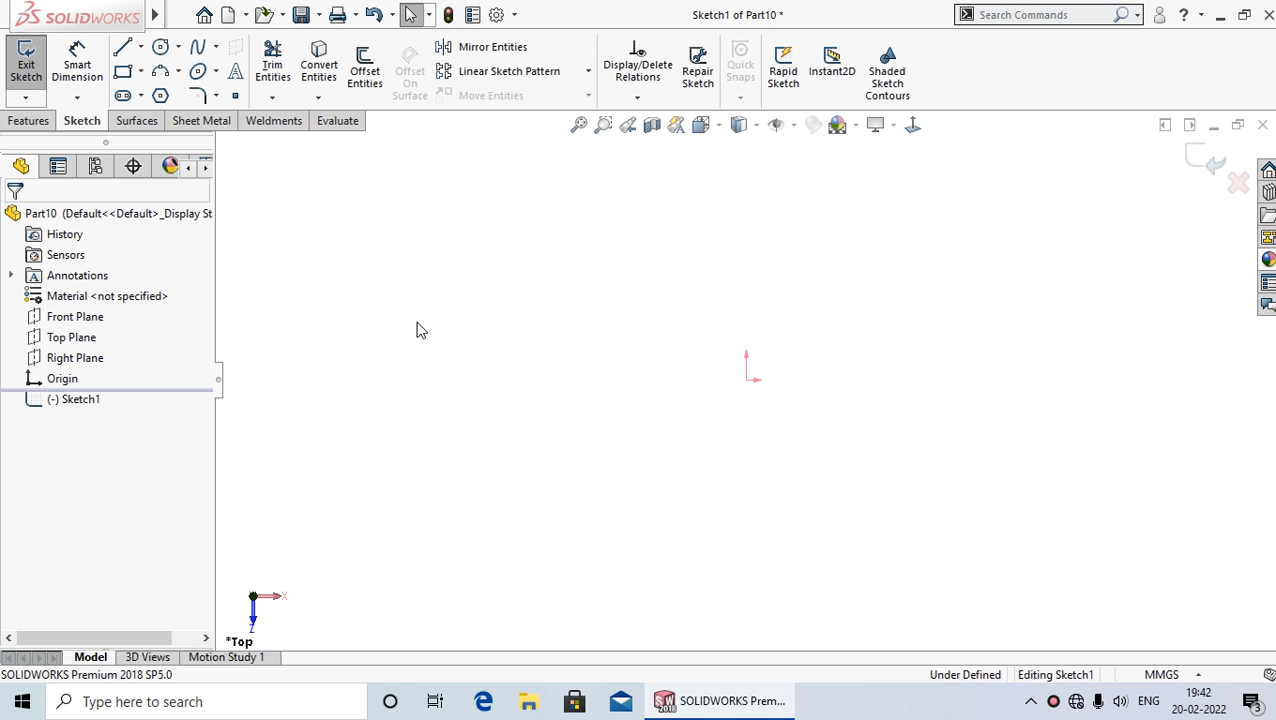 SOLIDWORKS
Sketch1 of Part10 *
Search Commands
?
Exit Sketch
Smart Dimension
Trim Entities
Convert Entities
Offset Entities
Offset On Surface
Mirror Entities
Linear Sketch Pattern
Move Entities
Display/Delete Relations
Repair Sketch
Quick Snaps
Rapid Sketch
Instant2D
Shaded Sketch Contours
Features
Sketch
Surfaces
Sheet Metal
Weldments
Evaluate
Part10 (Default<<Default>_Display St
History
Sensors
Annotations
Material <not specified>
Front Plane
Top Plane
Right Plane
Origin
(-) Sketch1
X
Z
*Top
Model
3D Views
Motion Study 1
SOLIDWORKS Premium 2018 SP5.0
Under Defined
Editing Sketch1
MMGS
Type here to search
SOLIDWORKS Prem...
ENG
19:42
20-02-2022
3